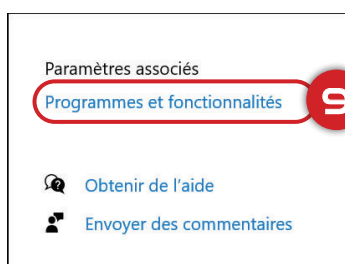 Paramètres associés
Programmes et fonctionnalités 9
Obtenir de l'aide
Envoyer des commentaires